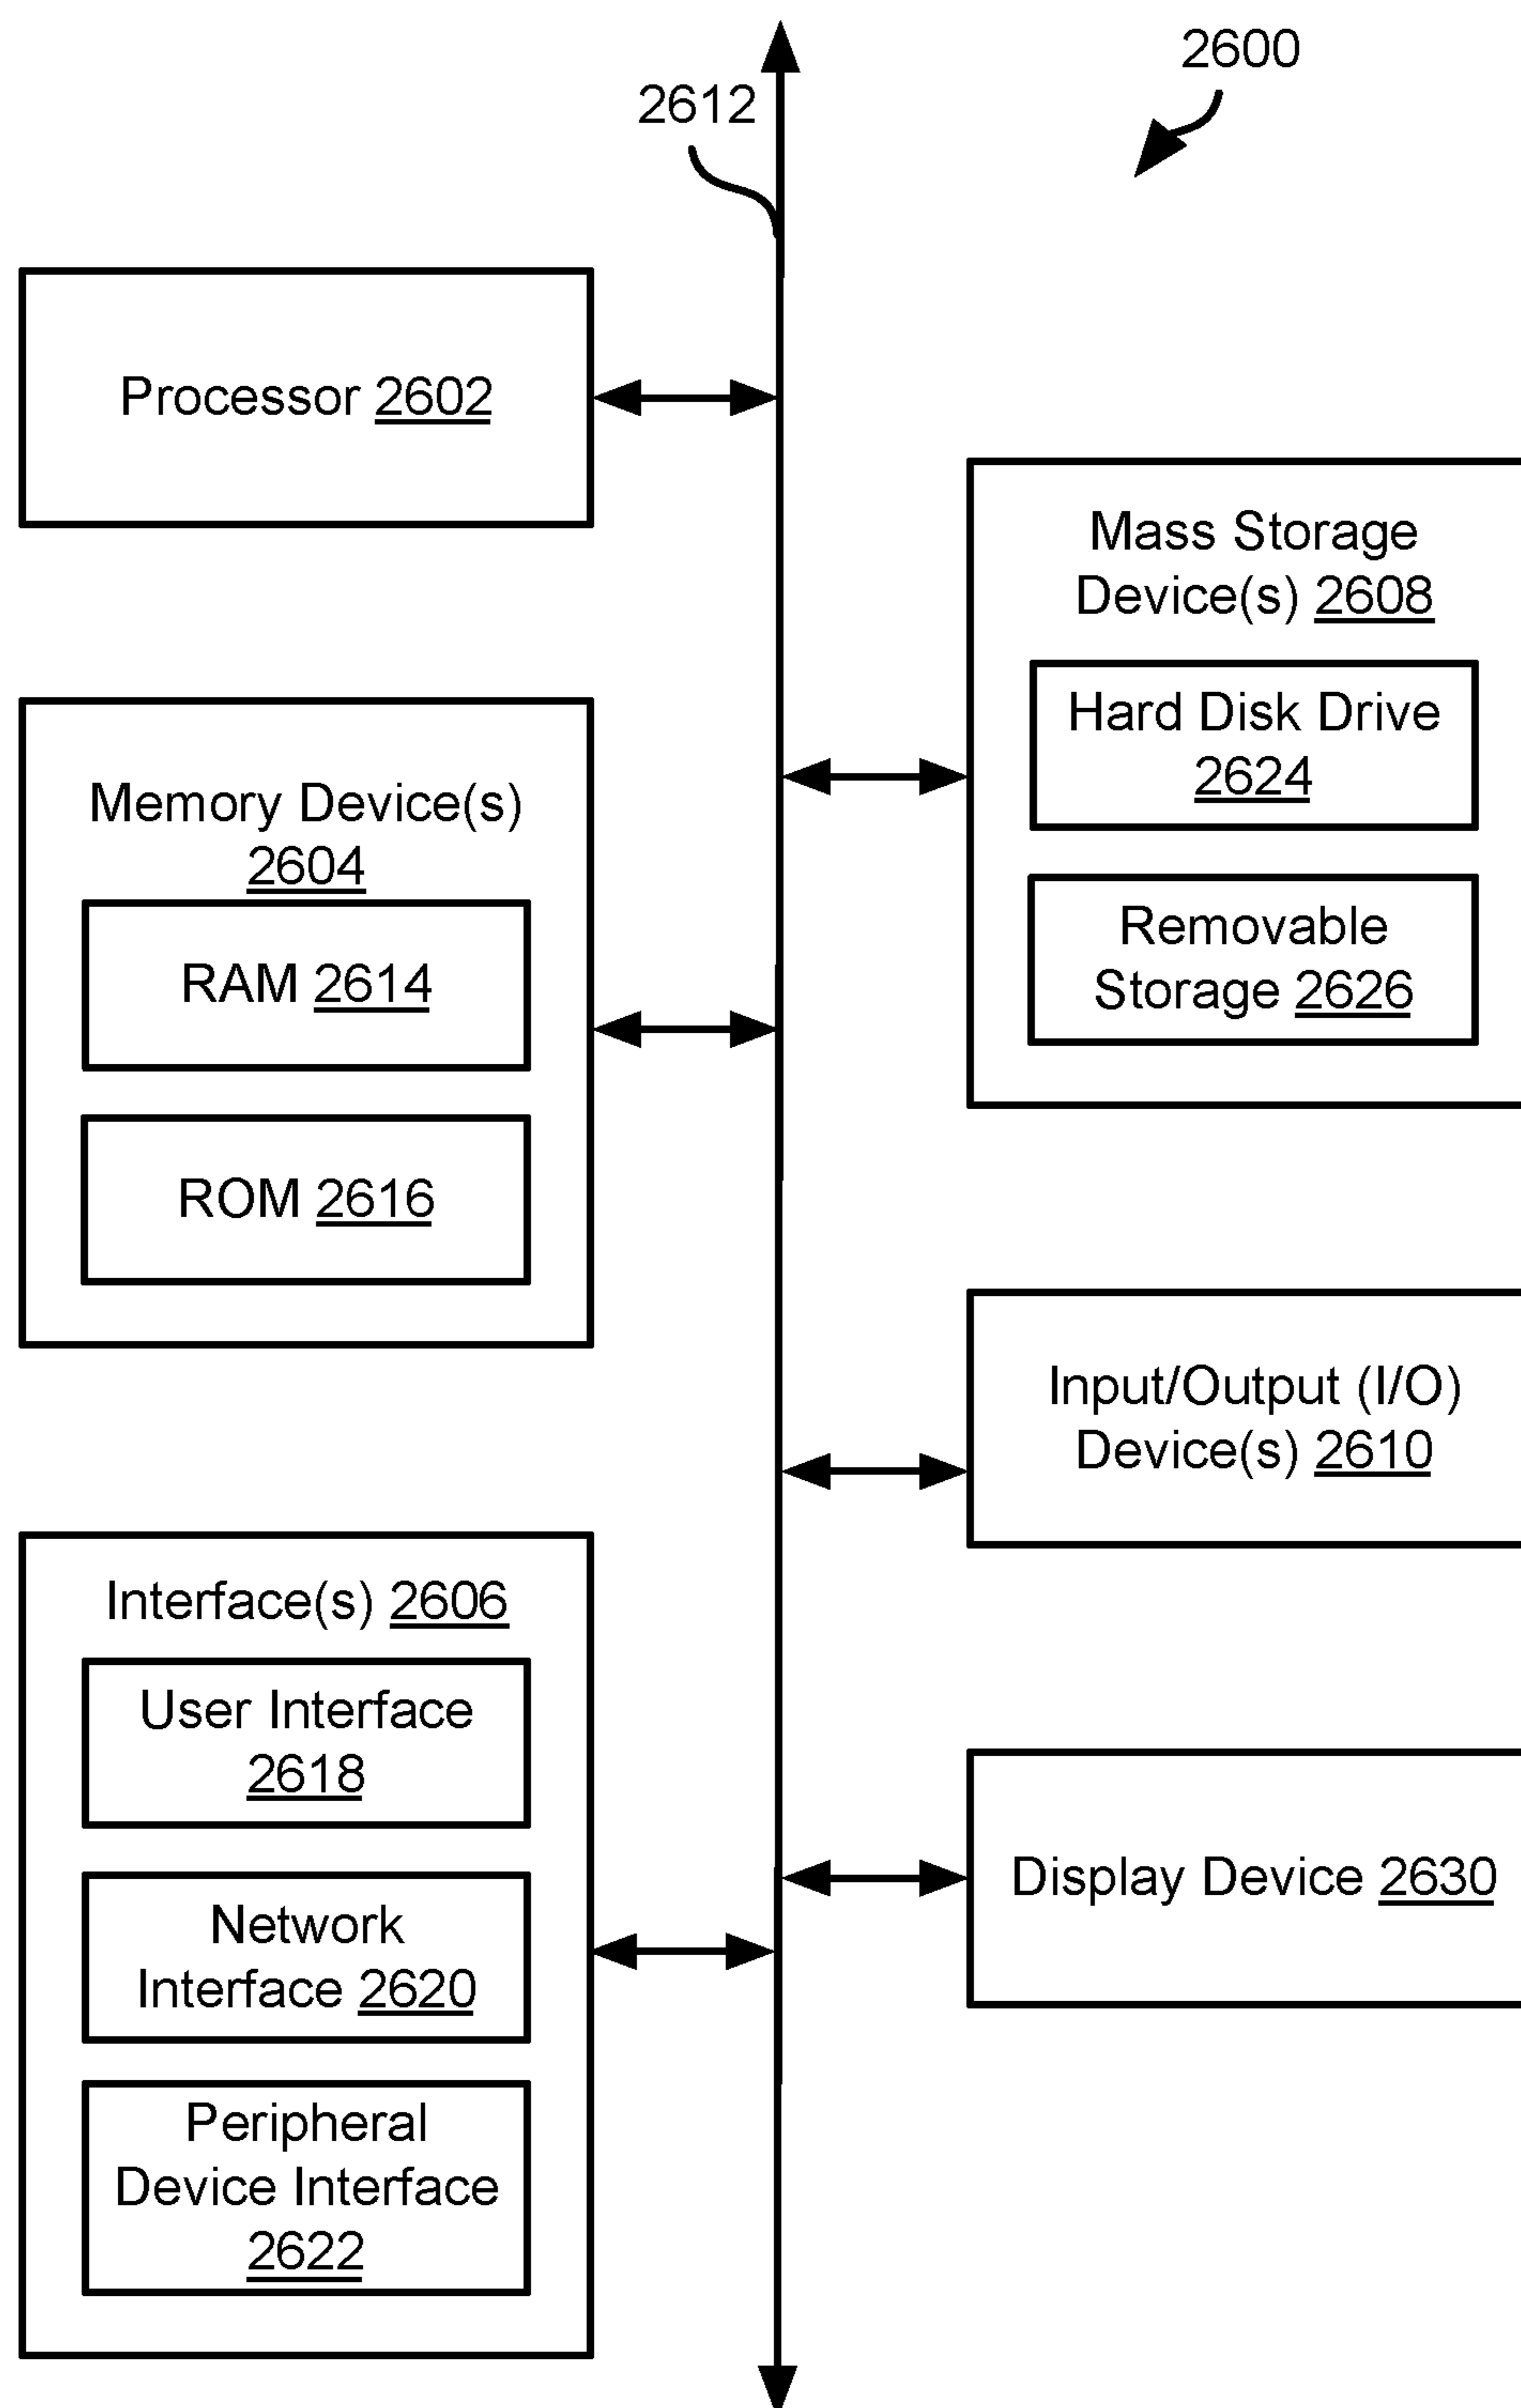 2600
2612
Processor 2602
Mass Storage
Device(s) 2608
Hard Disk Drive
2624
Removable
Storage 2626
Memory Device(s)
2604
RAM 2614
ROM 2616
Input/Output (I/O)
Device(s) 2610
Interface(s) 2606
User Interface
2618
Network
Interface 2620
Peripheral
Device Interface
2622
Display Device 2630